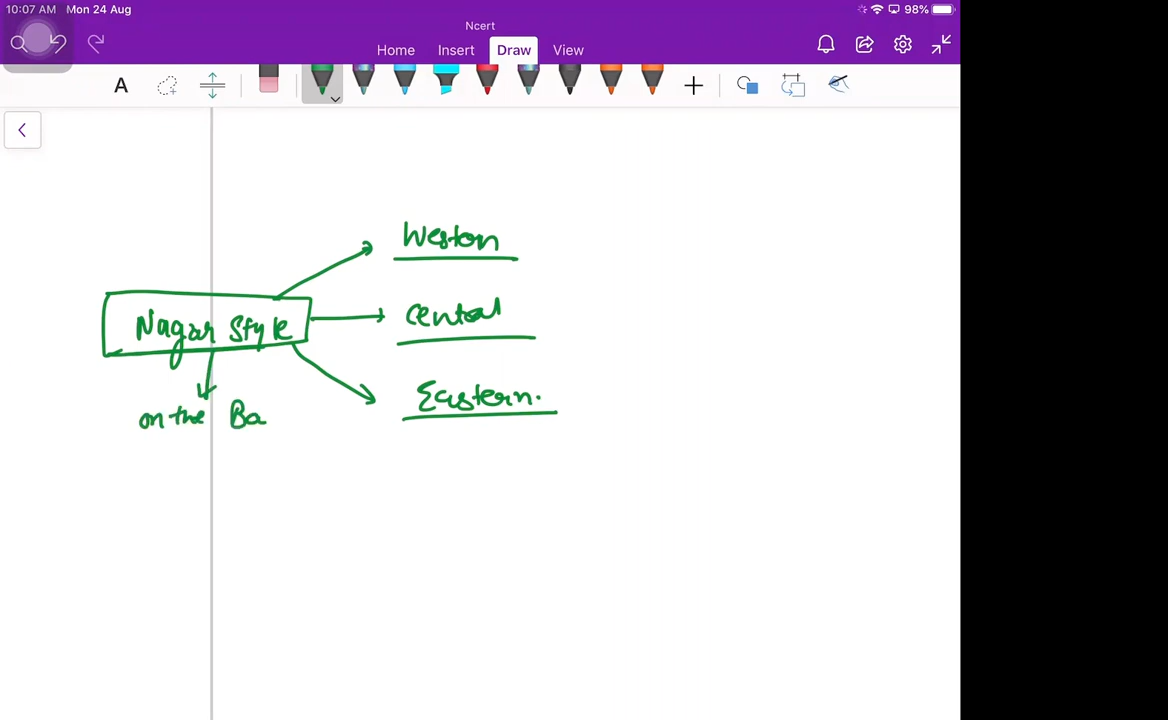 10:07 AM Mon 24 Aug
98%
Ncert
Home Insert Draw View
A
Western
Nagar Style
Central
Eastern.
on the Ba